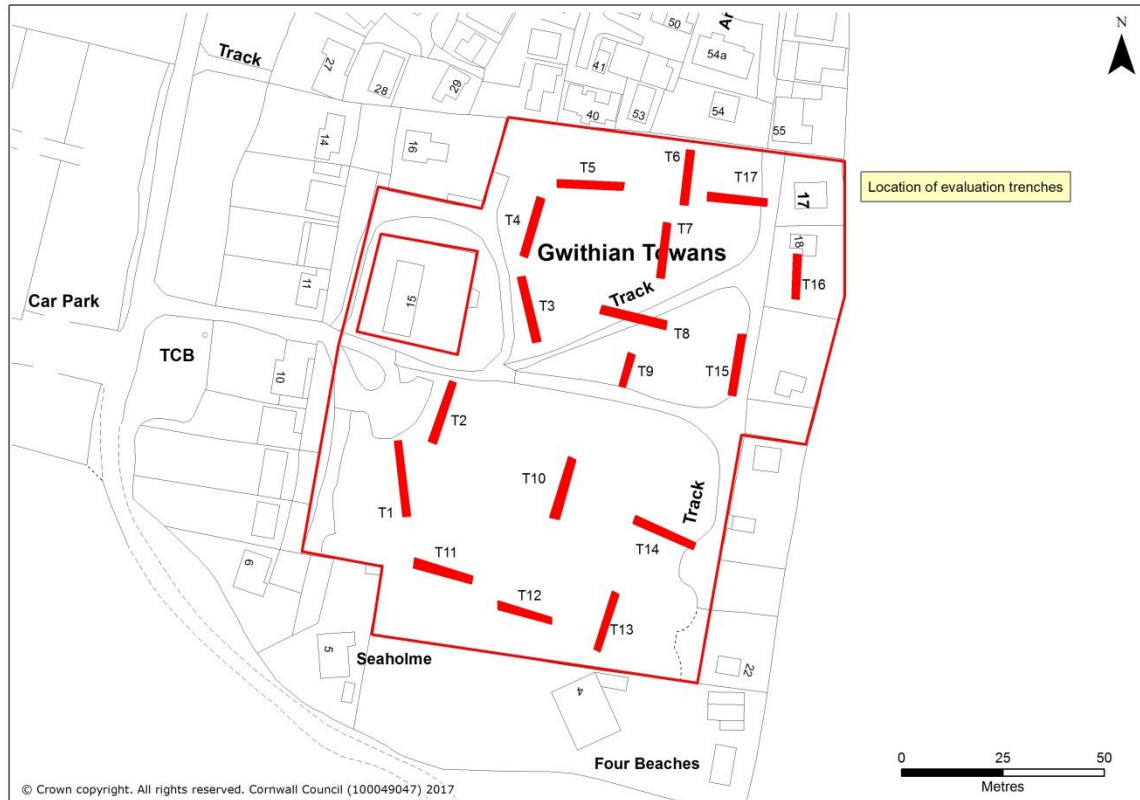 50
Ar
N
Track
27
28
29
41
54a
14
16
40
53
54
55
T6
T5
T17
17
Location of evaluation trenches
T4
T7
18
Gwithian Towans
11
15
T3
Track
T16
Car Park
TCB
T8
10
T9
T15
T2
T10
Track
T1
T14
T11
6
T12
T13
5
Seaholme
22
4
Four Beaches
0 25 50
Metres
© Crown copyright. All rights reserved. Cornwall Council (100049047) 2017